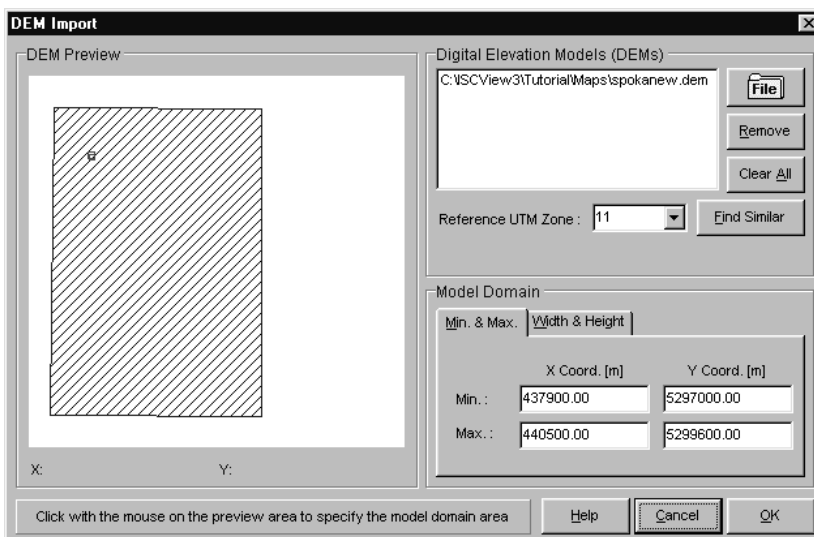 DEM Import
DEM Preview
X:
Y:
Digital Elevation Models (DEMs)
C:\ISCView3\Tutorial\Maps\spokanew.dem
File
Remove
Clear All
Reference UTM Zone :
11
Find Similar
Model Domain
Min. & Max.
Width & Height
X Coord. [m]
Y Coord. [m]
Min. :
437900.00
5297000.00
Max. :
440500.00
5299600.00
Click with the mouse on the preview area to specify the model domain area
Help
Cancel
OK